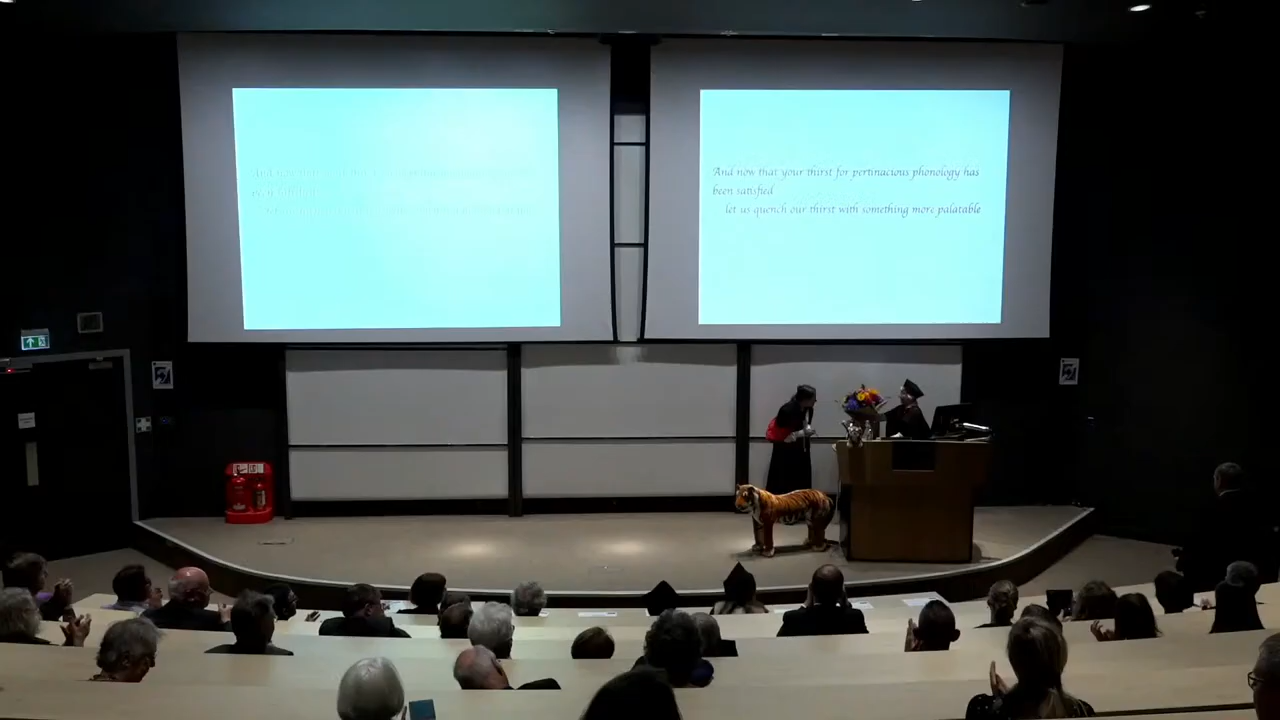 And now that your thirst for pertinacious phonology has
been satisfied
let us quench our thirst with something more palatable